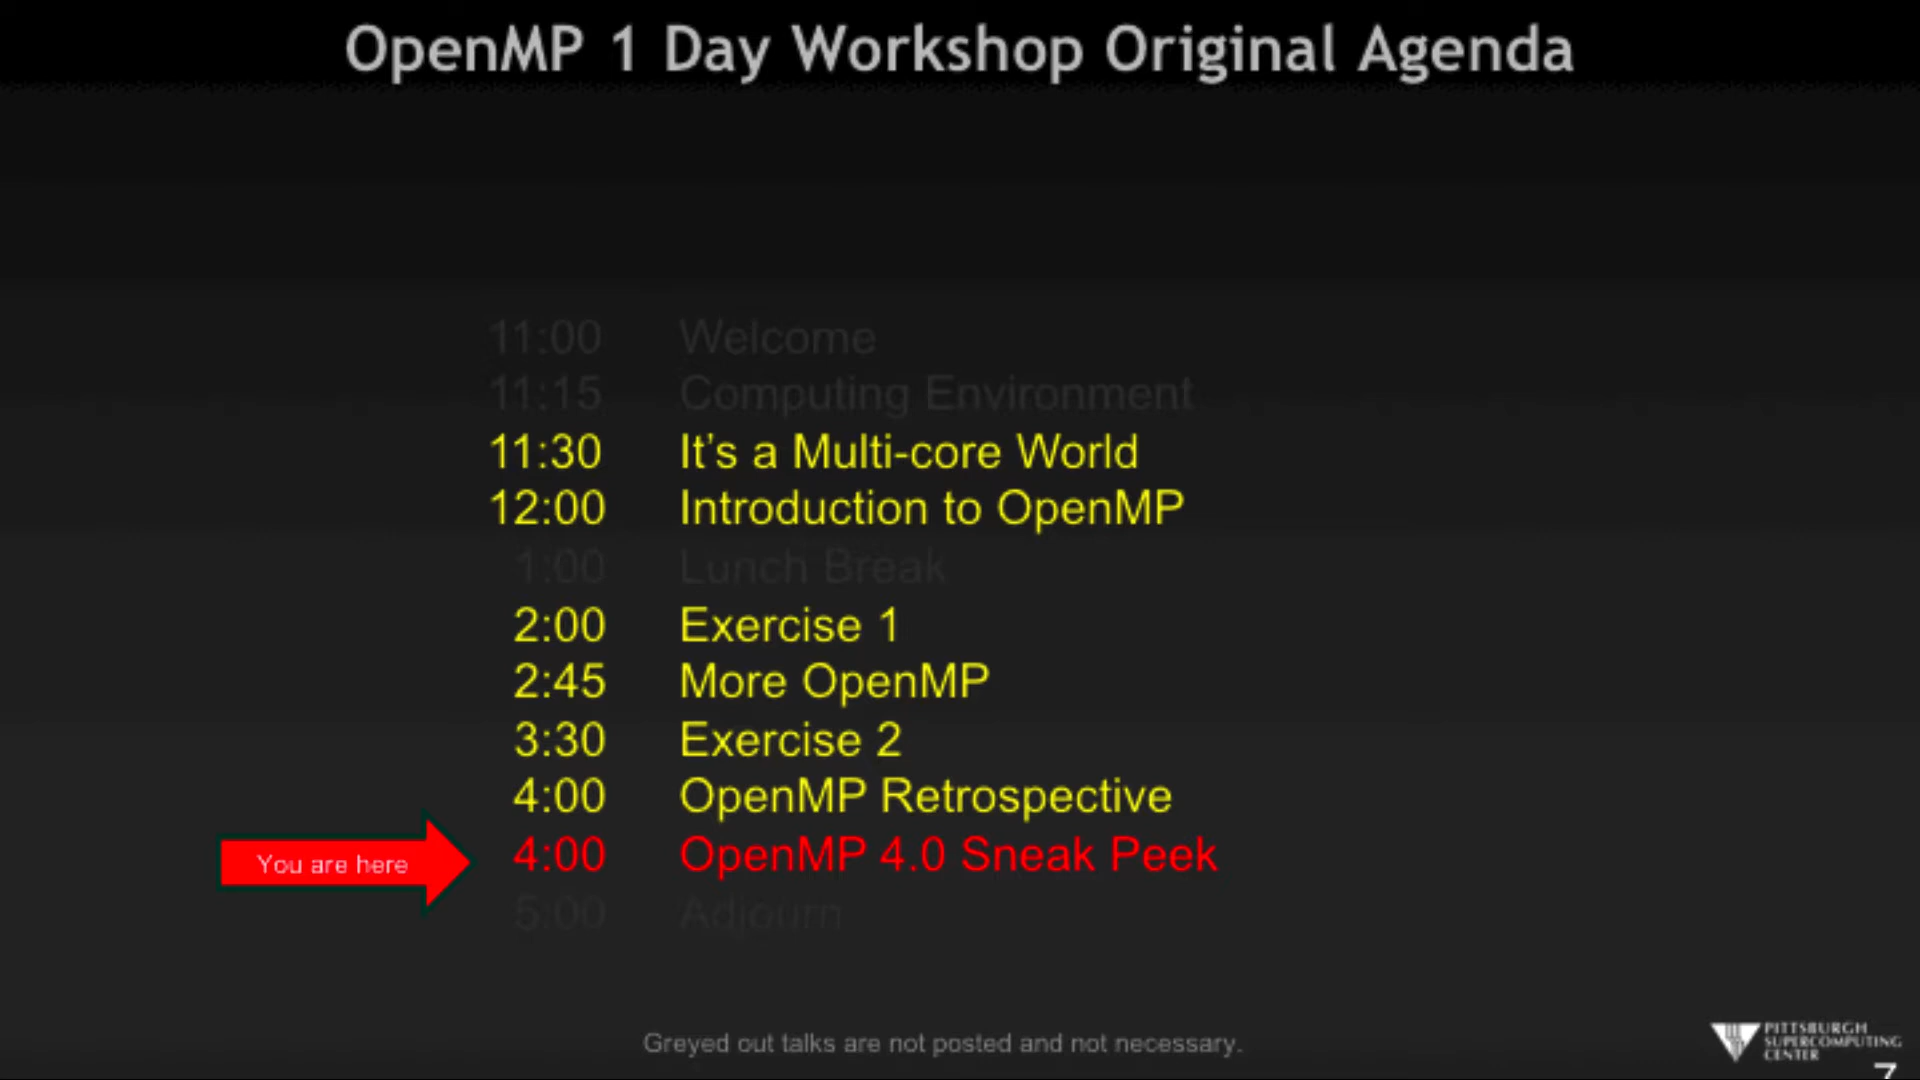 OpenMP 1 Day Workshop Original Agenda
11:00 Welcome
11:15 Computing Environment
11:30 It's a Multi-core World
12:00 Introduction to OpenMP
1:00 Lunch Break
2:00 Exercise 1
2:45 More OpenMP
3:30 Exercise 2
4:00 OpenMP Retrospective
You are here 4:00 OpenMP 4.0 Sneak Peek
5:00 Adjourn
Greyed out talks are not posted and not necessary.
PITTSBURGH
SUPERCOMPUTING
CENTER
7